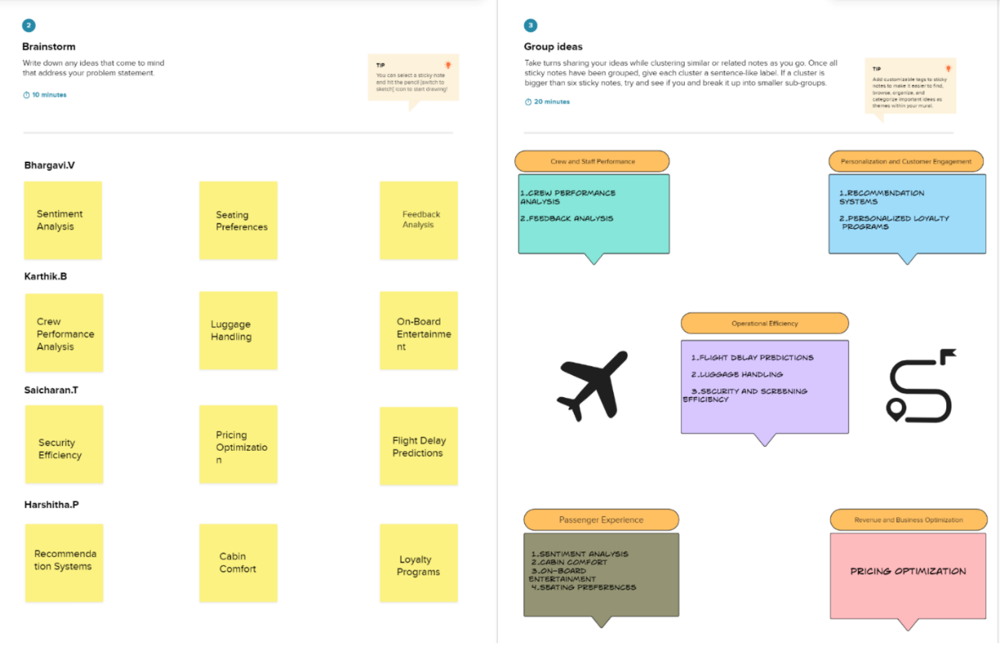 2
Brainstorm
Write down any ideas that come to mind
that address your problem statement.
10 minutes
TIP
You can select a sticky note
and hit the pencil [switch to
sketch] icon to start drawing!
Bhargavi.V
Sentiment
Analysis
Seating
Preferences
Feedback
Analysis
Karthik.B
Crew
Performance
Analysis
Luggage
Handling
On-Board
Entertainme
nt
Saicharan.T
Security
Efficiency
Pricing
Optimizatio
n
Flight Delay
Predictions
Harshitha.P
Recommenda
tion Systems
Cabin
Comfort
Loyalty
Programs
3
Group ideas
Take turns sharing your ideas while clustering similar or related notes as you go. Once all
sticky notes have been grouped, give each cluster a sentence-like label. If a cluster is
bigger than six sticky notes, try and see if you and break it up into smaller sub-groups.
20 minutes
TIP
Add customizable tags to sticky
notes to make it easier to find,
browse, organize, and
categorize important ideas as
themes within your mural.
Crew and Staff Performance
1.CREW PERFORMANCE
ANALYSIS
2.FEEDBACK ANALYSIS
Personalization and Customer Engagement
1.RECOMMENDATION
SYSTEMS
2.PERSONALIZED LOYALTY
PROGRAMS
Operational Efficiency
1.FLIGHT DELAY PREDICTIONS
2.LUGGAGE HANDLING
3.SECURITY AND SCREENING
EFFICIENCY
Passenger Experience
1.SENTIMENT ANALYSIS
2.CABIN COMFORT
3.ON-BOARD
ENTERTAINMENT
4.SEATING PREFERENCES
Revenue and Business Optimization
PRICING OPTIMIZATION